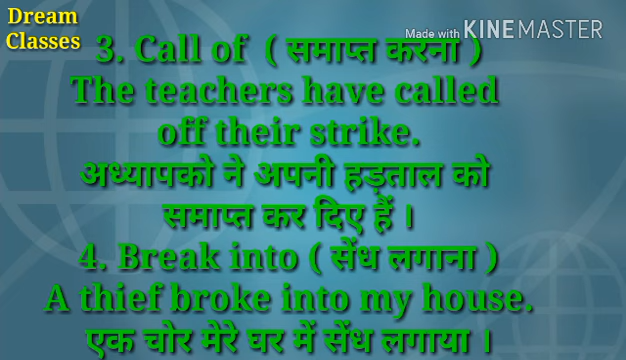 Dream
Classes
Made with KINEMASTER
3. Call of ( समाप्त करना )
The teachers have called
off their strike.
अध्यापको ने अपनी हड़ताल को
समाप्त कर दिए हैं ।
4. Break into ( सेंध लगाना )
A thief broke into my house.
एक चोर मेरे घर में सेंध लगाया ।